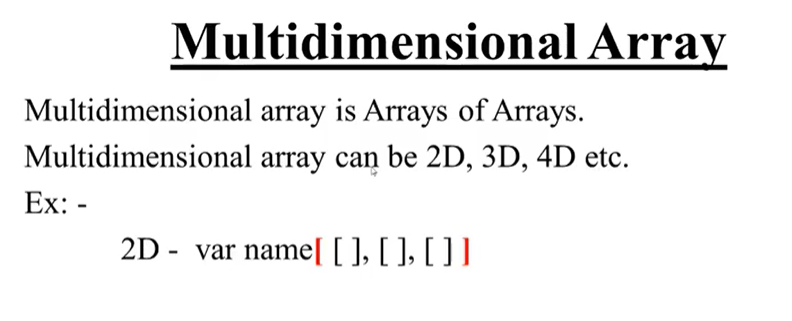 Multidimensional Array
Multidimensional array is Arrays of Arrays.
Multidimensional array can be 2D, 3D, 4D etc.
Ex: -
2D - var name[ [ ], [ ], [ ] ]